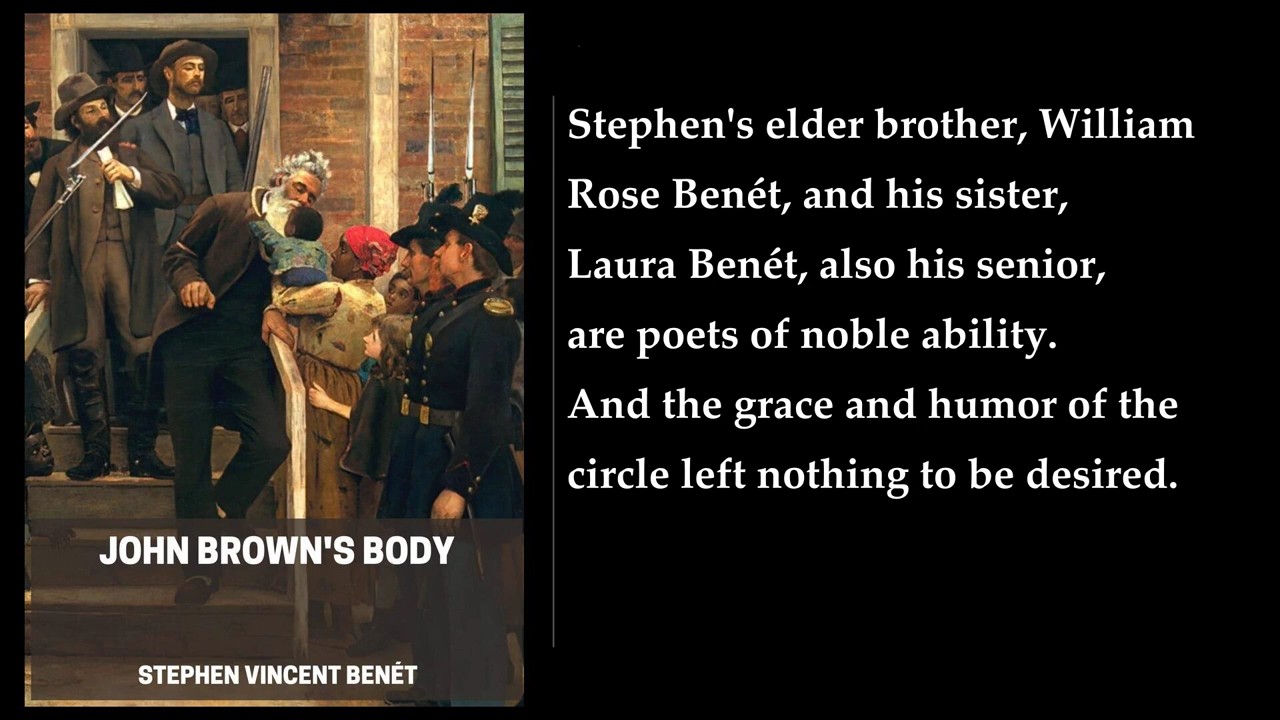 JOHN BROWN'S BODY
STEPHEN VINCENT BENÉT
Stephen's elder brother, William
Rose Benét, and his sister,
Laura Benét, also his senior,
are poets of noble ability.
And the grace and humor of the
circle left nothing to be desired.